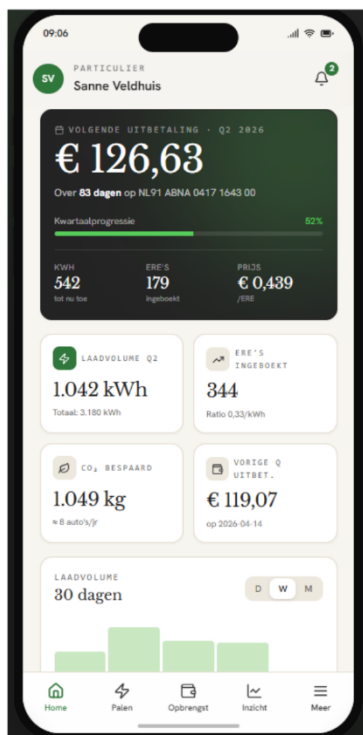 09:06
SV
PARTICULIER
Sanne Veldhuis
2
VOLGENDE UITBETALING · Q2 2026
€ 126,63
Over 83 dagen op NL91 ABNA 0417 1643 00
Kwartaalprogressie 52%
KWH ERE'S PRIJS
542 179 € 0,439
tot nu toe ingeboekt /ERE
LAADVOLUME Q2
1.042 kWh
Totaal: 3.180 kWh
ERE'S
INGEBOEKT
344
Ratio 0,33/kWh
CO₂ BESPAARD
1.049 kg
≈ 8 auto's/jr
VORIGE Q
UITBET.
€ 119,07
op 2026-04-14
LAADVOLUME
30 dagen
D W M
Home Palen Opbrengst Inzicht Meer